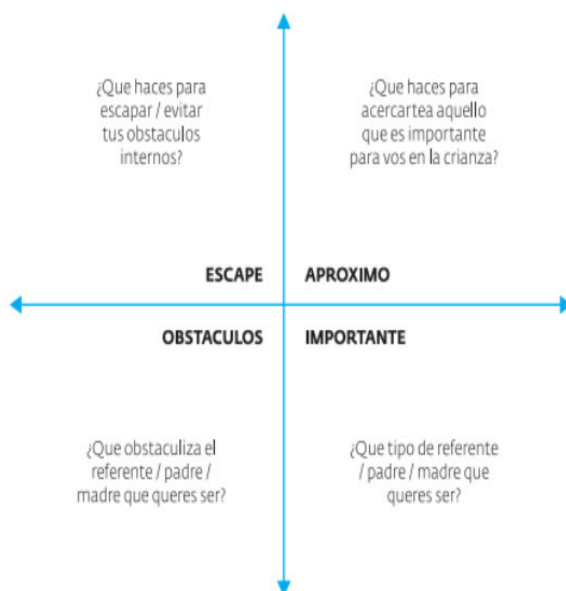 ¿Que haces para
escapar / evitar
tus obstaculos
internos?
¿Que haces para
acercartea aquello
que es importante
para vos en la crianza?
ESCAPE
APROXIMO
OBSTACULOS
IMPORTANTE
¿Que obstaculiza el
referente / padre /
madre que queres ser?
¿Que tipo de referente
/ padre / madre que
queres ser?